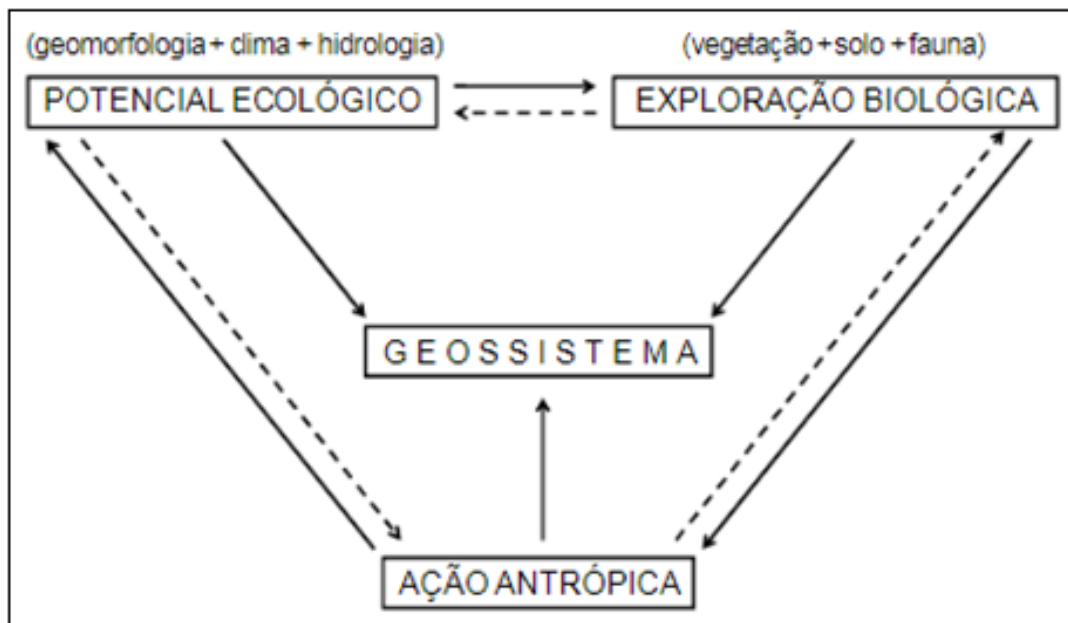 (geomorfologia + clima + hidrologia)
(vegetação + solo + fauna)
POTENCIAL ECOLÓGICO
EXPLORAÇÃO BIOLÓGICA
G E O S S I S T E M A
AÇÃO ANTRÓPICA